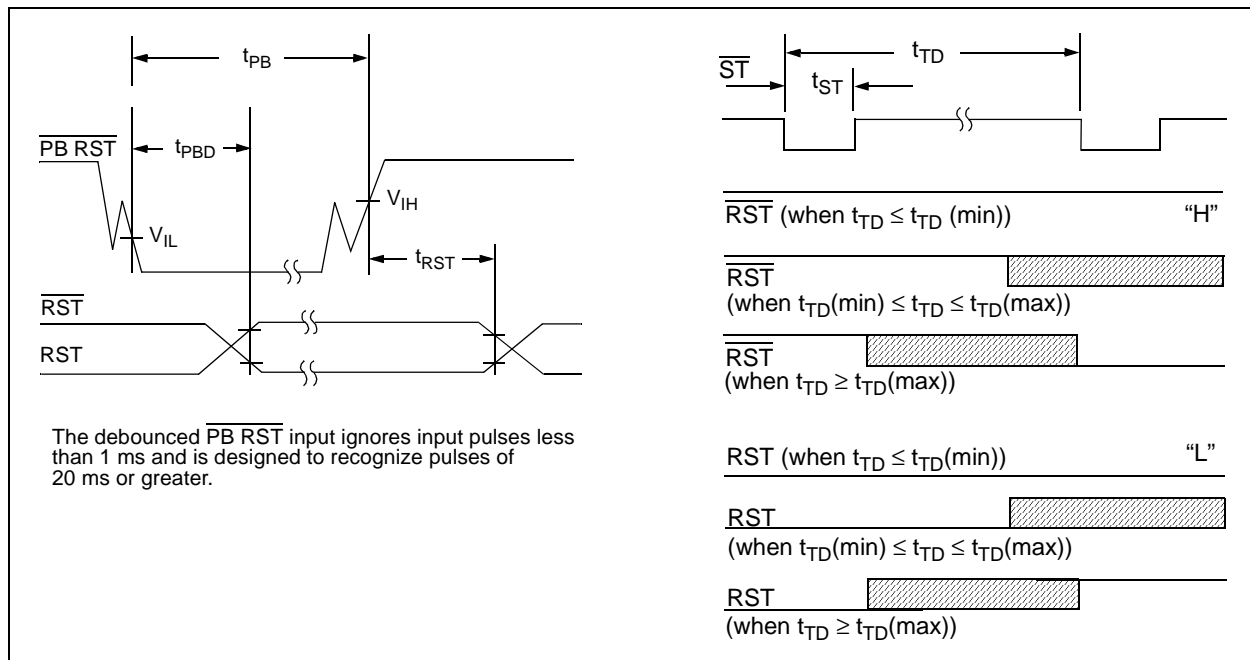 tPB
tPBD
PB RST
VIH
VIL
tRST
RST
RST
The debounced PB RST input ignores input pulses less
than 1 ms and is designed to recognize pulses of
20 ms or greater.
tTD
ST
tST
RST (when tTD ≤ tTD (min)) “H”
RST
(when tTD(min) ≤ tTD ≤ tTD(max))
RST
(when tTD ≥ tTD(max))
RST (when tTD ≤ tTD(min)) “L”
RST
(when tTD(min) ≤ tTD ≤ tTD(max))
RST
(when tTD ≥ tTD(max))